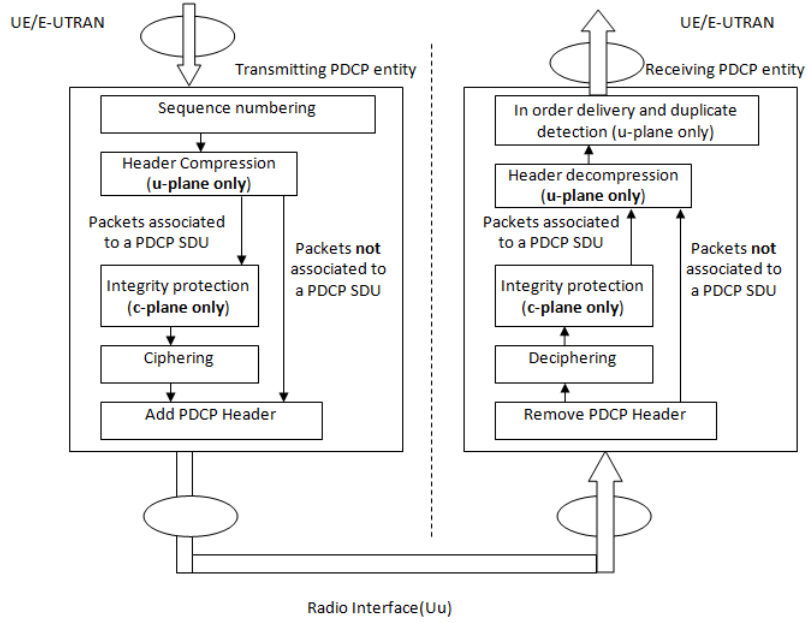 UE/E-UTRAN
Transmitting PDCP entity
Sequence numbering
Header Compression
(u-plane only)
Packets associated
to a PDCP SDU
Packets not
associated to
a PDCP SDU
Integrity protection
(c-plane only)
Ciphering
Add PDCP Header
UE/E-UTRAN
Receiving PDCP entity
In order delivery and duplicate
detection (u-plane only)
Header decompression
(u-plane only)
Packets associated
to a PDCP SDU
Packets not
associated to
a PDCP SDU
Integrity protection
(c-plane only)
Deciphering
Remove PDCP Header
Radio Interface(Uu)